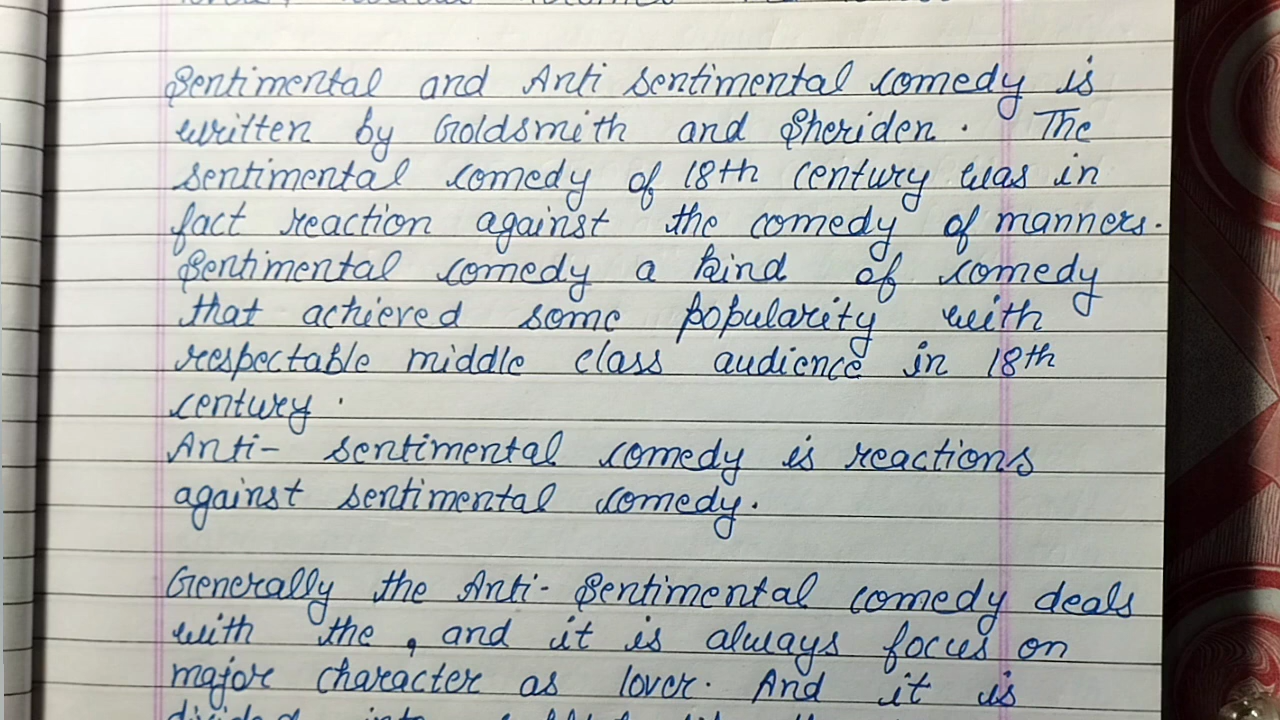 Sentimental and Anti sentimental comedy is
written by Goldsmith and Sheriden. The
sentimental comedy of 18th century was in
fact reaction against the comedy of manners.
Sentimental comedy a kind of comedy
that achieved some popularity with
respectable middle class audience in 18th
century.
Anti- sentimental comedy is reactions
against sentimental comedy.
Generally the Anti- Sentimental comedy deals
with the , and it is always focus on
major character as lover. And it is
divided into